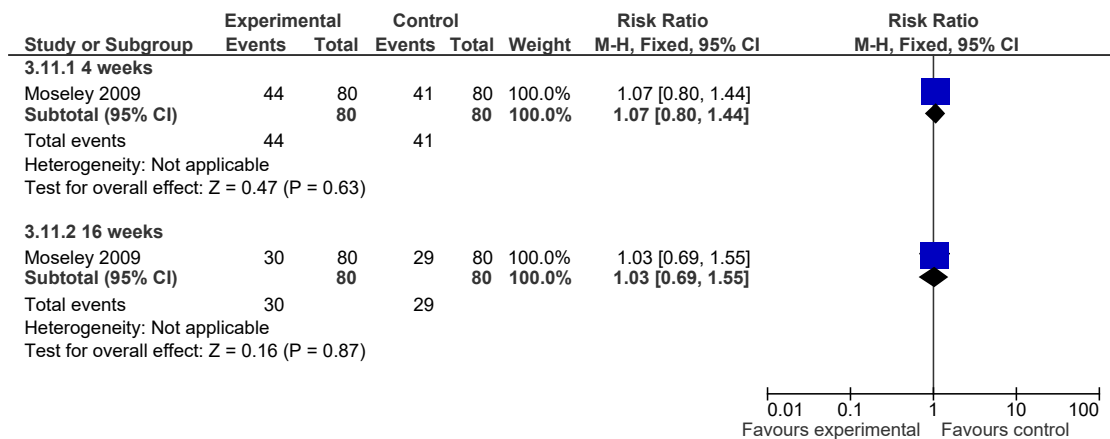 Experimental Control Risk Ratio Risk Ratio
Study or Subgroup Events Total Events Total Weight M-H, Fixed, 95% CI M-H, Fixed, 95% CI
3.11.1 4 weeks
Moseley 2009 44 80 41 80 100.0% 1.07 [0.80, 1.44]
Subtotal (95% CI) 80 80 100.0% 1.07 [0.80, 1.44]
Total events 44 41
Heterogeneity: Not applicable
Test for overall effect: Z = 0.47 (P = 0.63)
3.11.2 16 weeks
Moseley 2009 30 80 29 80 100.0% 1.03 [0.69, 1.55]
Subtotal (95% CI) 80 80 100.0% 1.03 [0.69, 1.55]
Total events 30 29
Heterogeneity: Not applicable
Test for overall effect: Z = 0.16 (P = 0.87)
0.01 0.1 1 10 100
Favours experimental Favours control